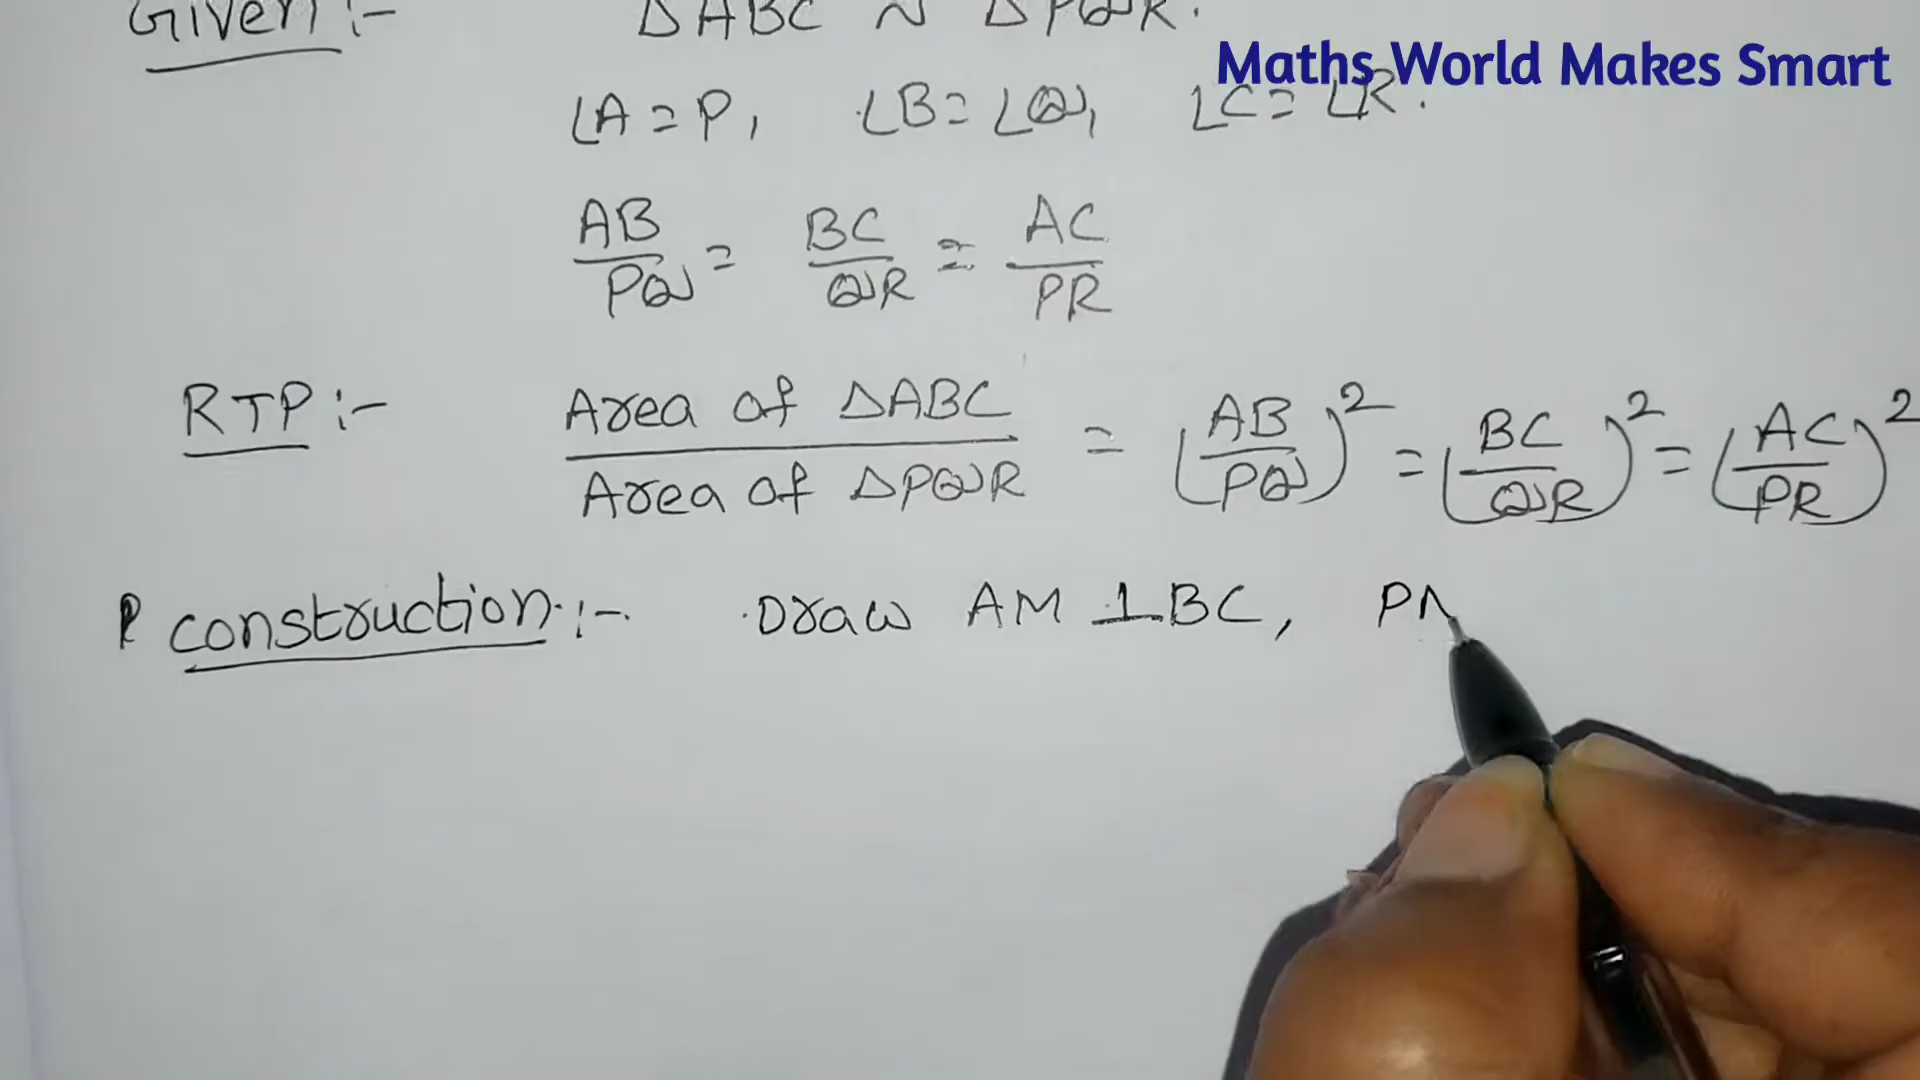 Given :- ΔABC ~ ΔPQR.
Maths World Makes Smart
∠A = P, ∠B = ∠Q, ∠C = ∠R.
AB/PQ = BC/QR = AC/PR
RTP :- Area of ΔABC / Area of ΔPQR = (AB/PQ)² = (BC/QR)² = (AC/PR)²
P construction :- Draw AM ⊥ BC, PN